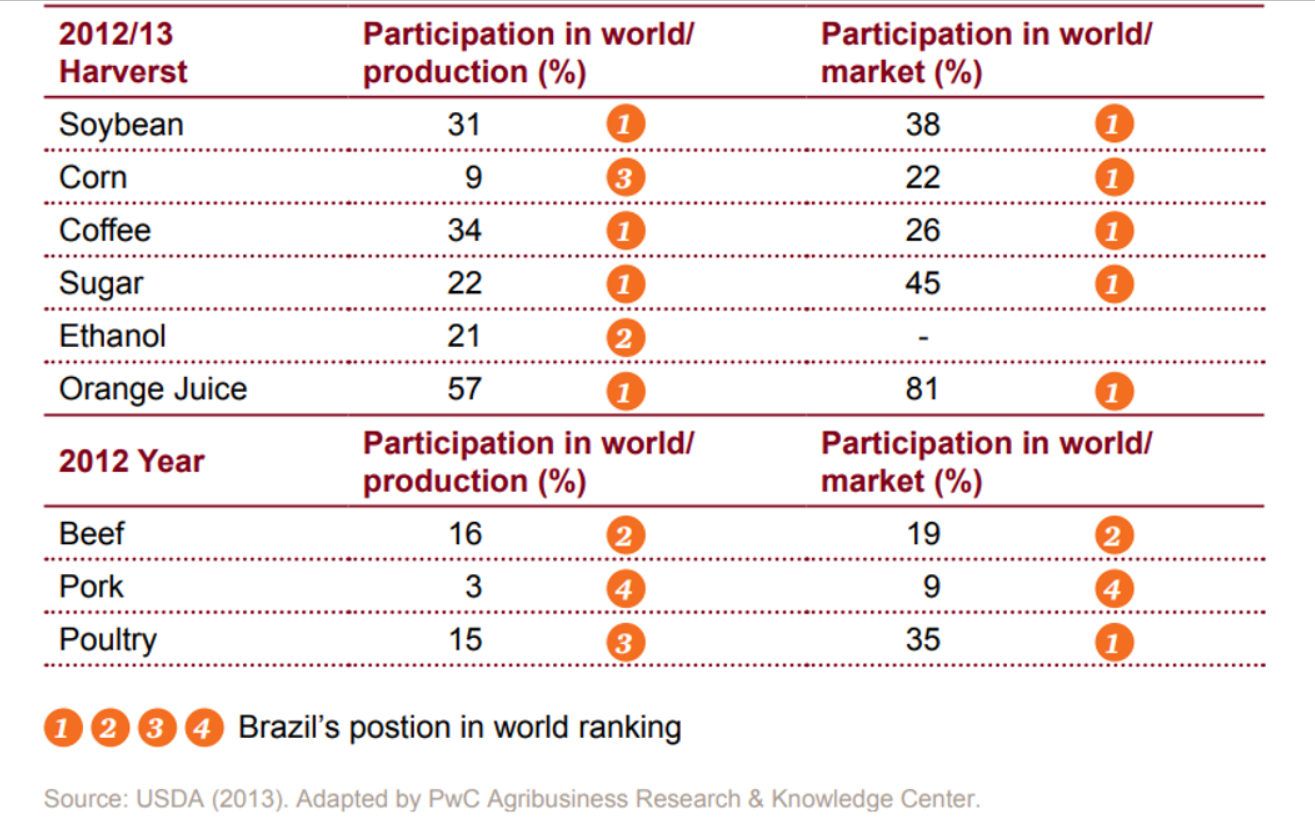 2012/13 Harverst Participation in world/ production (%) Participation in world/ market (%)
Soybean 31 1 38 1
Corn 9 3 22 1
Coffee 34 1 26 1
Sugar 22 1 45 1
Ethanol 21 2 -
Orange Juice 57 1 81 1
2012 Year Participation in world/ production (%) Participation in world/ market (%)
Beef 16 2 19 2
Pork 3 4 9 4
Poultry 15 3 35 1
1 2 3 4 Brazil’s postion in world ranking
Source: USDA (2013). Adapted by PwC Agribusiness Research & Knowledge Center.